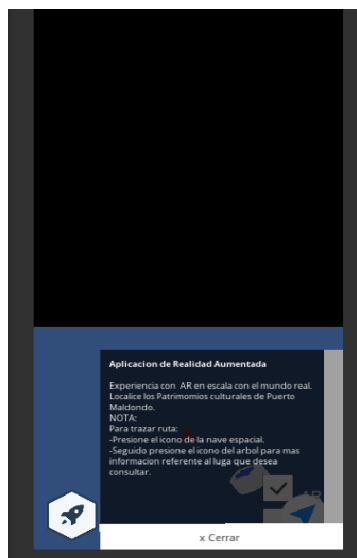 Aplicacion de Realidad Aumentada
Experiencia con AR en escala con el mundo real.
Localice los Patrimomios culturales de Puerto
Maldondo.
NOTA:
Para trazar ruta:
-Presione el icono de la nave espacial.
-Seguido presione el icono del arbol para mas
informacion referente al luga que desea
consultar.
AR
x Cerrar